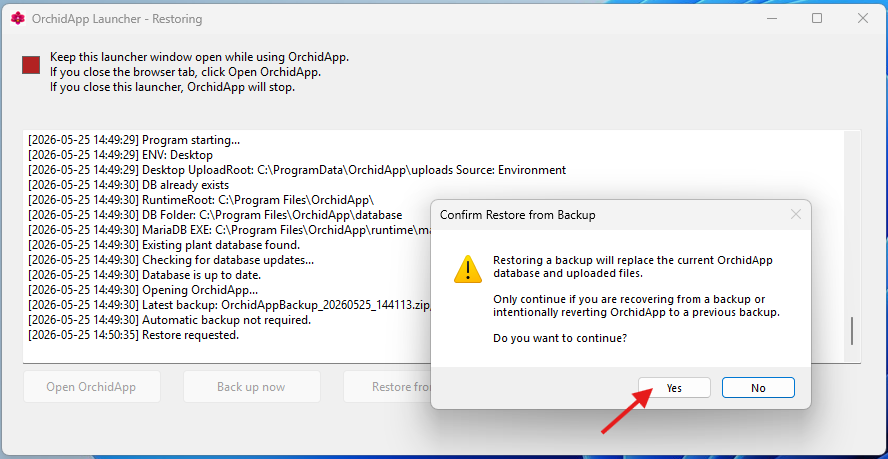 OrchidApp Launcher - Restoring
Keep this launcher window open while using OrchidApp.
If you close the browser tab, click Open OrchidApp.
If you close this launcher, OrchidApp will stop.
[2026-05-25 14:49:29] Program starting...
[2026-05-25 14:49:29] ENV: Desktop
[2026-05-25 14:49:29] Desktop UploadRoot: C:\ProgramData\OrchidApp\uploads Source: Environment
[2026-05-25 14:49:30] DB already exists
[2026-05-25 14:49:30] RuntimeRoot: C:\Program Files\OrchidApp\
[2026-05-25 14:49:30] DB Folder: C:\Program Files\OrchidApp\database
[2026-05-25 14:49:30] MariaDB EXE: C:\Program Files\OrchidApp\runtime\ma
[2026-05-25 14:49:30] Existing plant database found.
[2026-05-25 14:49:30] Checking for database updates...
[2026-05-25 14:49:30] Database is up to date.
[2026-05-25 14:49:30] Opening OrchidApp...
[2026-05-25 14:49:30] Latest backup: OrchidAppBackup_20260525_144113.zip,
[2026-05-25 14:49:30] Automatic backup not required.
[2026-05-25 14:50:35] Restore requested.
Open OrchidApp
Back up now
Restore fro
Confirm Restore from Backup
Restoring a backup will replace the current OrchidApp
database and uploaded files.
Only continue if you are recovering from a backup or
intentionally reverting OrchidApp to a previous backup.
Do you want to continue?
Yes
No